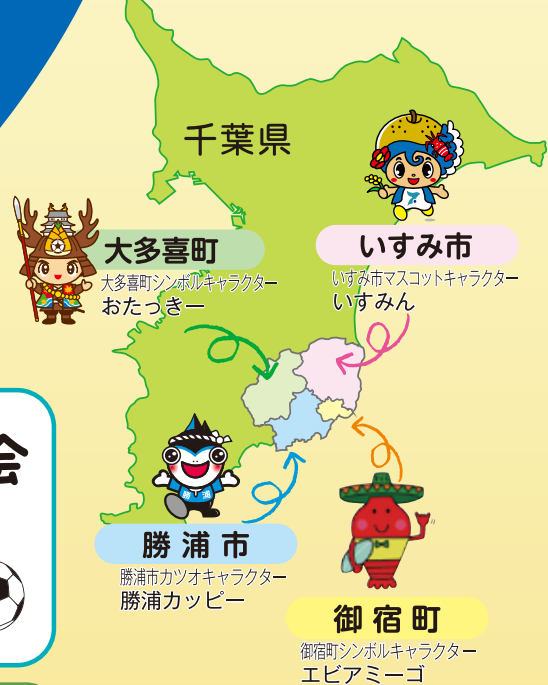 千葉県
大多喜町
大多喜町シンボルキャラクター
おたっきー
いすみ市
いすみ市マスコットキャラクター
いすみん
会
勝浦
勝浦市
勝浦市カツオキャラクター
勝浦カッピー
御宿町
御宿町シンボルキャラクター
エビアミーゴ